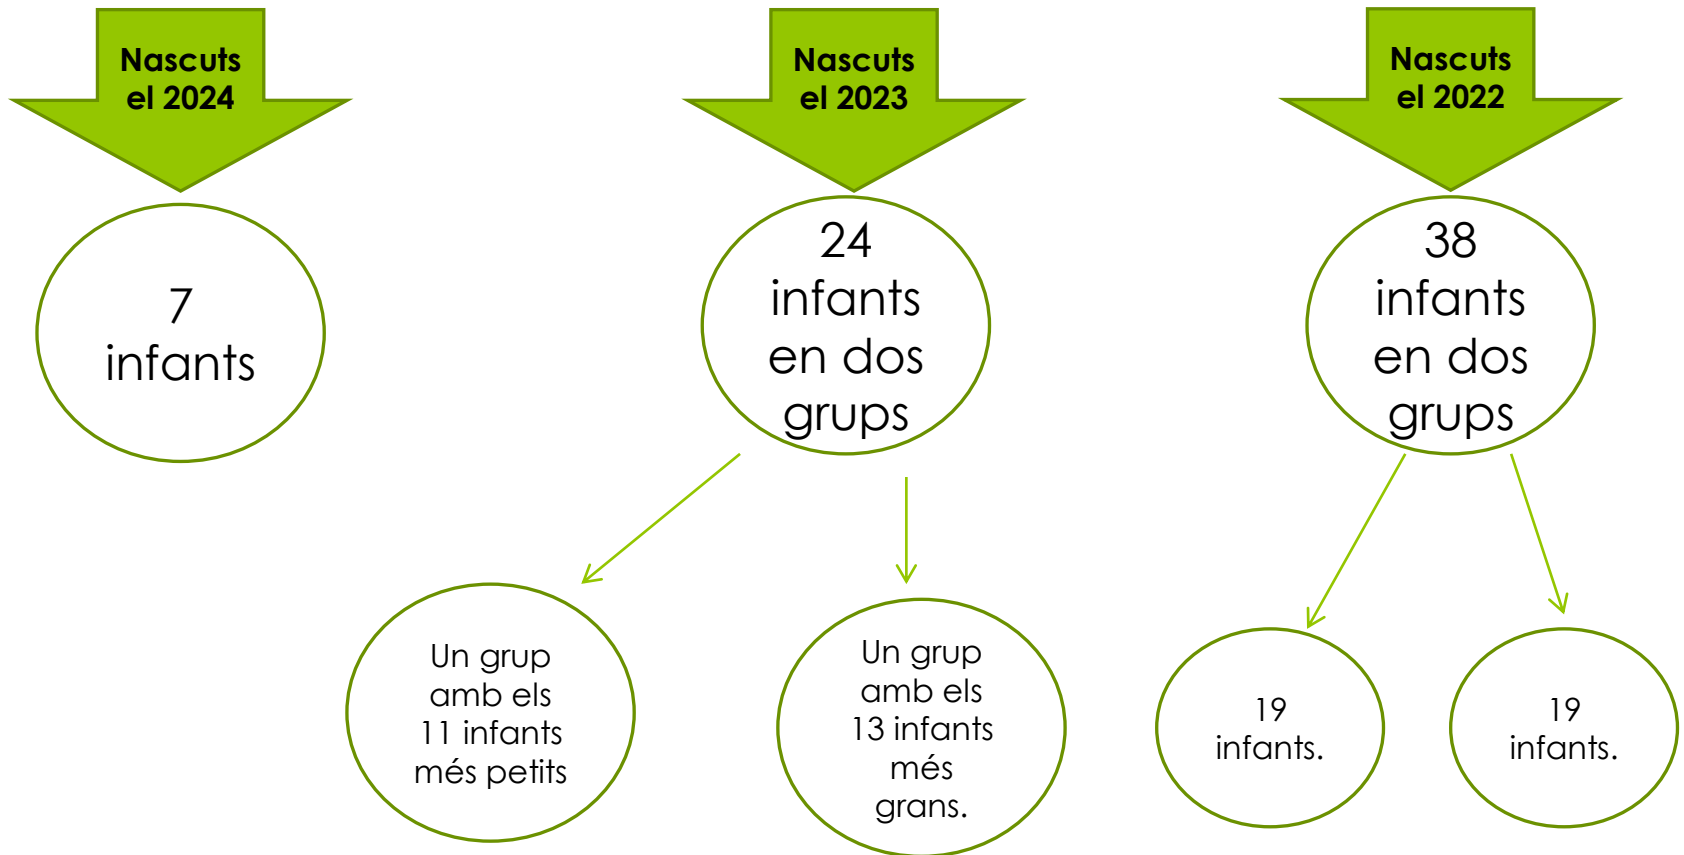 Nascuts
el 2024
Nascuts
el 2023
Nascuts
el 2022
7
infants
24
infants
en dos
grups
38
infants
en dos
grups
Un grup
amb els
11 infants
més petits
Un grup
amb els
13 infants
més
grans.
19
infants.
19
infants.